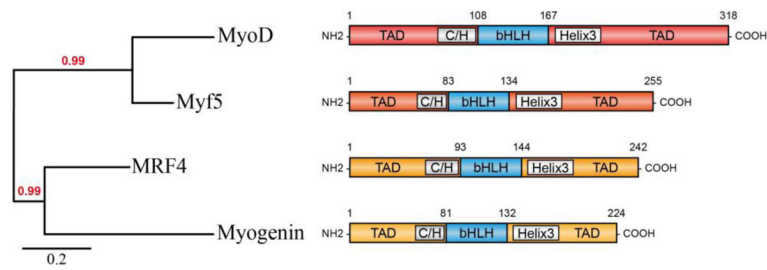 1 108 167 318
MyoD NH2 TAD C/H bHLH Helix3 TAD COOH
0.99
1 83 134 255
Myf5 NH2 TAD C/H bHLH Helix3 TAD COOH
1 93 144 242
MRF4 NH2 TAD C/H bHLH Helix3 TAD COOH
0.99
1 81 132 224
Myogenin NH2 TAD C/H bHLH Helix3 TAD COOH
0.2